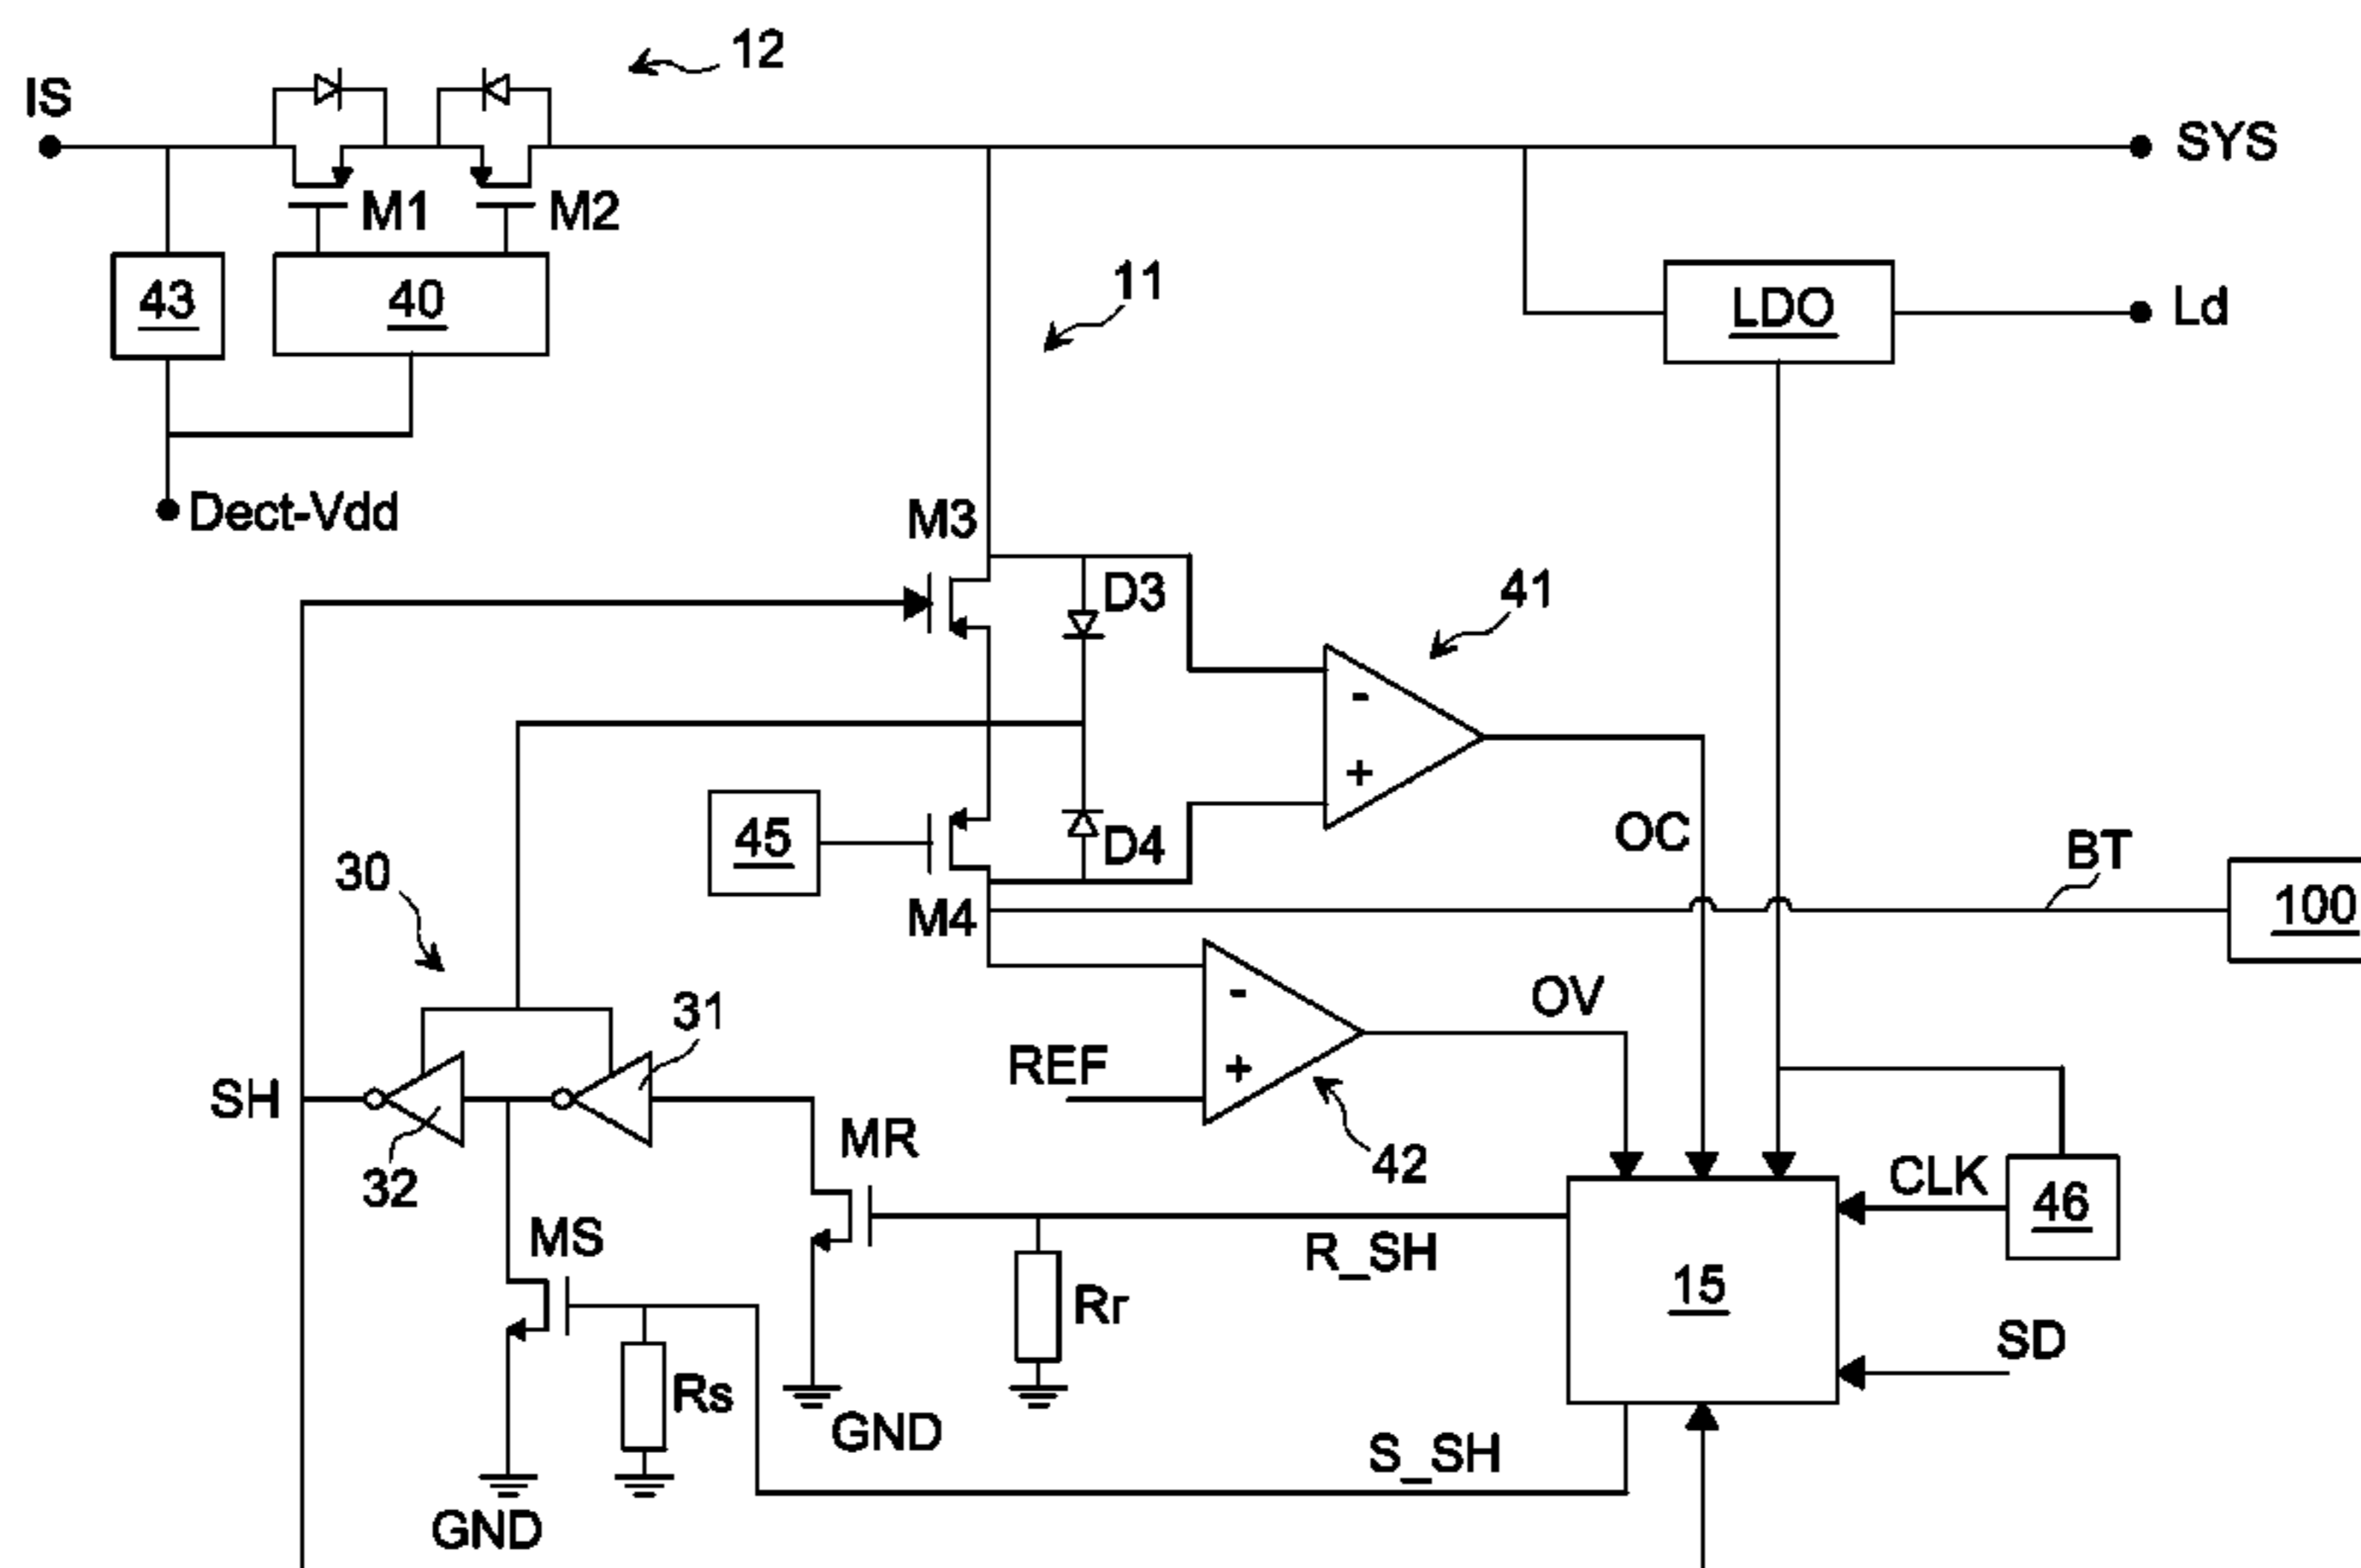 12
IS
SYS
M1
M2
43
40
11
LDO
Ld
Dect-Vdd
M3
D3
41
-
+
45
D4
OC
BT
30
M4
100
-
OV
31
REF
+
SH
MR
42
CLK
46
32
MS
R_SH
Rr
15
SD
Rs
GND
S_SH
GND